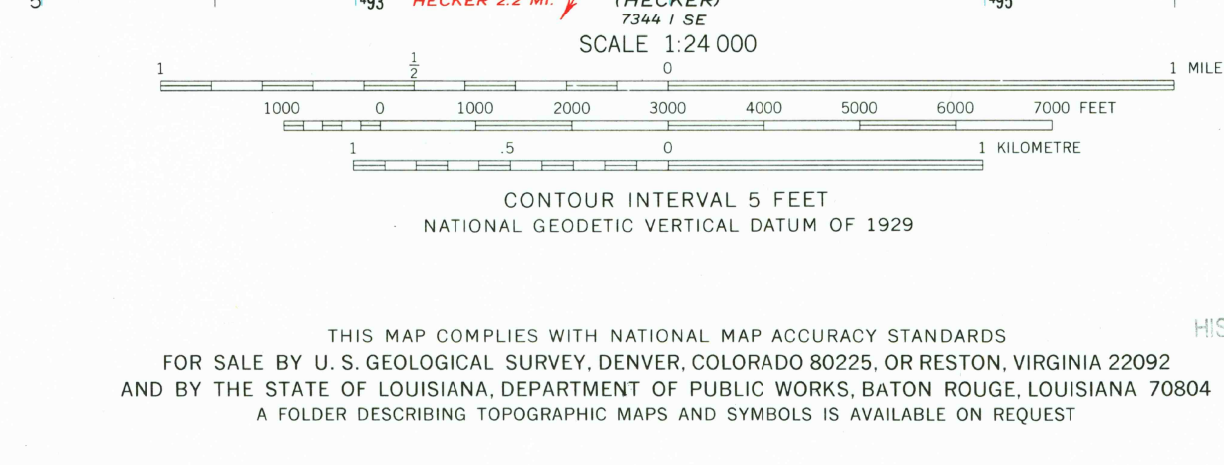 5 493 HECKER 2.2 MI. (HECKER) 495
7344 I SE
SCALE 1:24 000
1 1/2 0 1 MILE
1000 0 1000 2000 3000 4000 5000 6000 7000 FEET
1 .5 0 1 KILOMETRE
CONTOUR INTERVAL 5 FEET
NATIONAL GEODETIC VERTICAL DATUM OF 1929
THIS MAP COMPLIES WITH NATIONAL MAP ACCURACY STANDARDS
FOR SALE BY U. S. GEOLOGICAL SURVEY, DENVER, COLORADO 80225, OR RESTON, VIRGINIA 22092
AND BY THE STATE OF LOUISIANA, DEPARTMENT OF PUBLIC WORKS, BATON ROUGE, LOUISIANA 70804
A FOLDER DESCRIBING TOPOGRAPHIC MAPS AND SYMBOLS IS AVAILABLE ON REQUEST